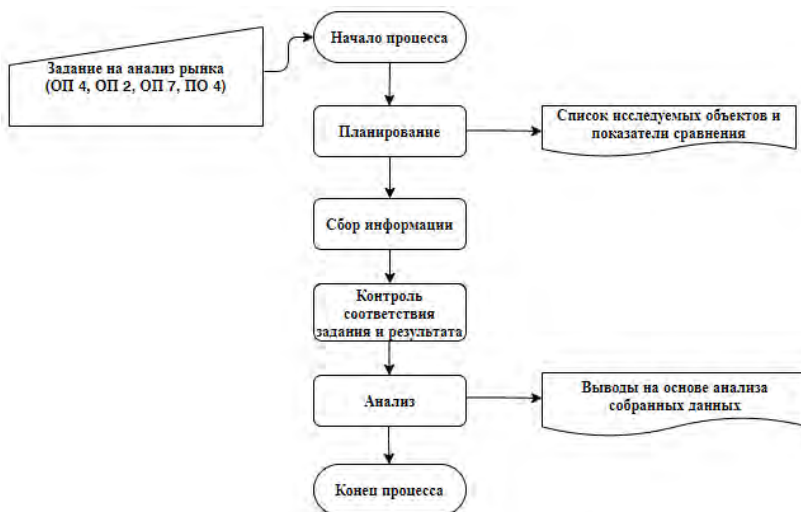 Начало процесса
Задание на анализ рынка
(ОП 4, ОП 2, ОП 7, ПО 4)
Планирование
Список исследуемых объектов и
показатели сравнения
Сбор информации
Контроль
соответствия
задания и результата
Анализ
Выводы на основе анализа
собранных данных
Конец процесса